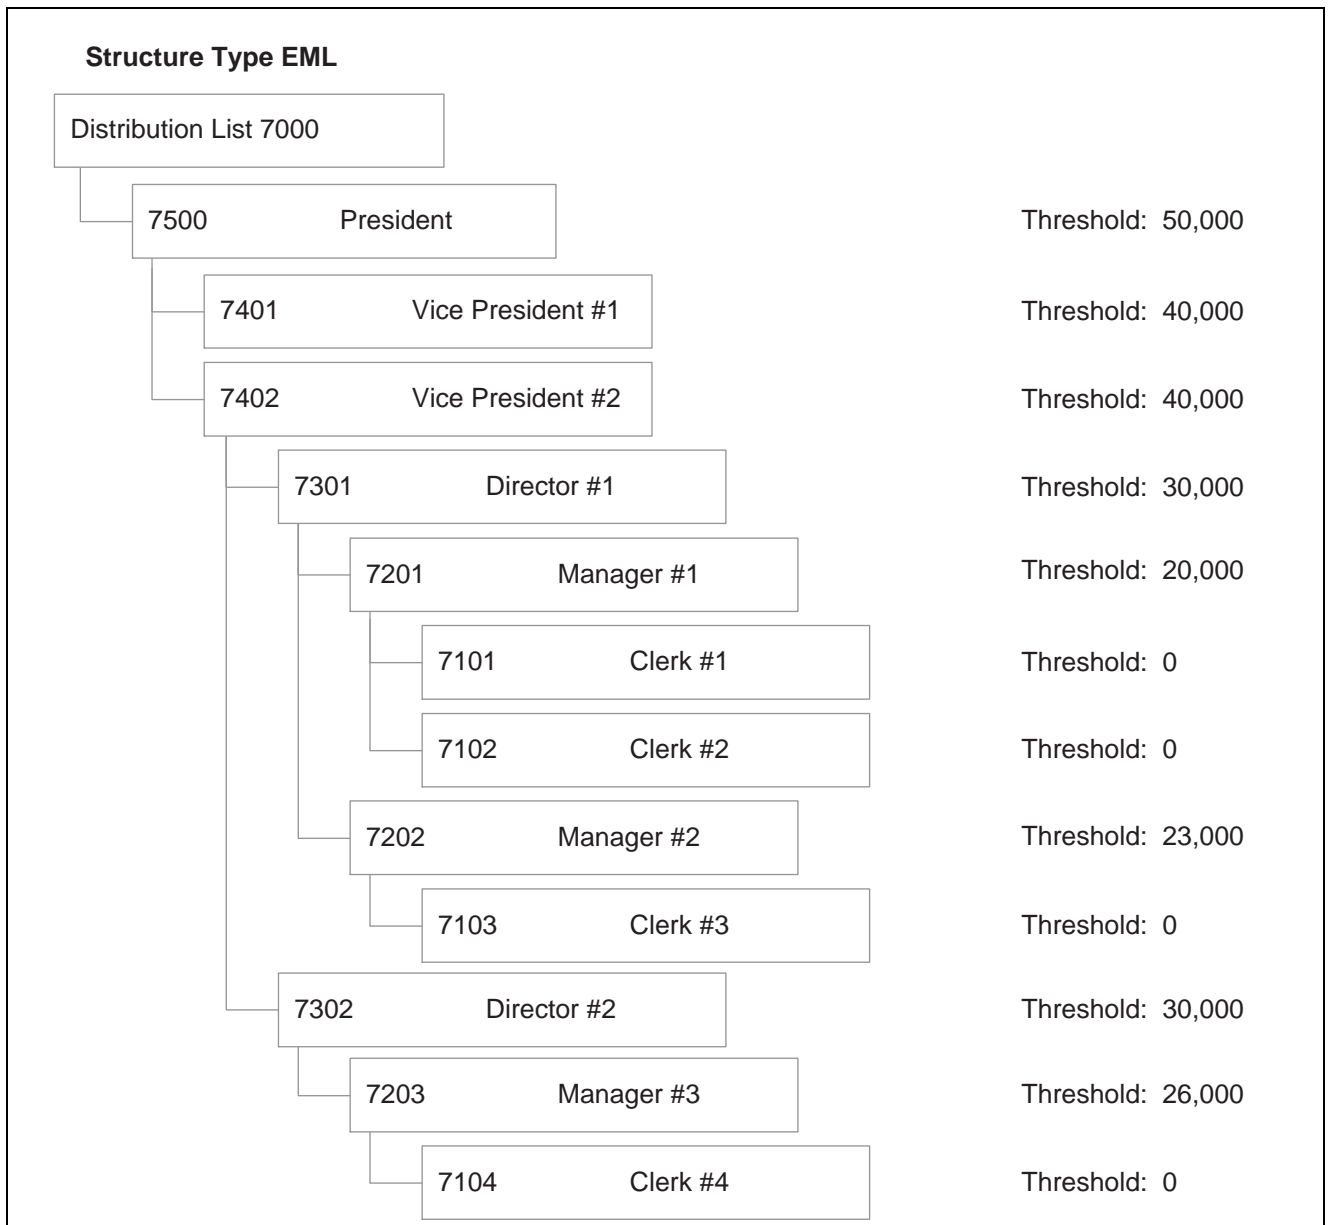 Structure Type EML
Distribution List 7000
7500 President Threshold: 50,000
7401 Vice President #1 Threshold: 40,000
7402 Vice President #2 Threshold: 40,000
7301 Director #1 Threshold: 30,000
7201 Manager #1 Threshold: 20,000
7101 Clerk #1 Threshold: 0
7102 Clerk #2 Threshold: 0
7202 Manager #2 Threshold: 23,000
7103 Clerk #3 Threshold: 0
7302 Director #2 Threshold: 30,000
7203 Manager #3 Threshold: 26,000
7104 Clerk #4 Threshold: 0